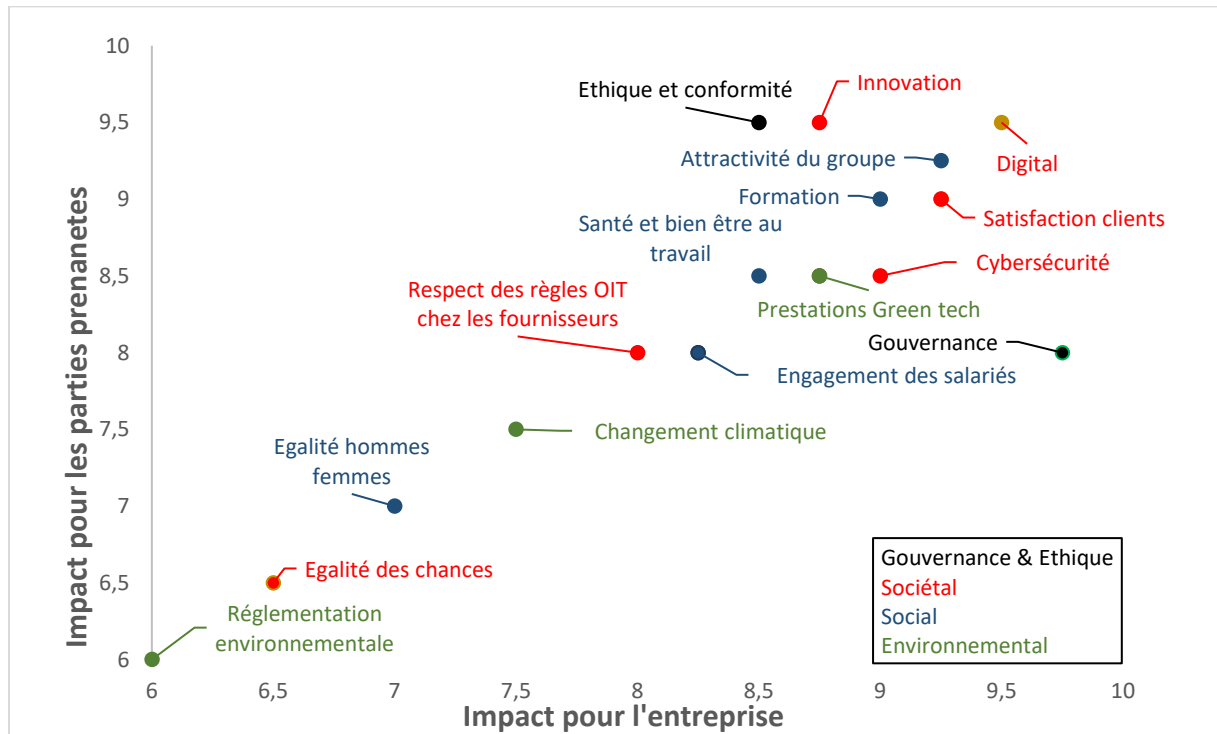 Impact pour les parties prenanetes
10
9,5
9
8,5
8
7,5
7
6,5
6
Ethique et conformité
Innovation
Attractivité du groupe
Digital
Formation
Satisfaction clients
Santé et bien être au
travail
Cybersécurité
Respect des règles OIT
chez les fournisseurs
Prestations Green tech
Gouvernance
Engagement des salariés
Changement climatique
Egalité hommes
femmes
Egalité des chances
Réglementation
environnementale
Gouvernance & Ethique
Sociétal
Social
Environnemental
6
6,5
7
7,5
8
8,5
9
9,5
10
Impact pour l'entreprise